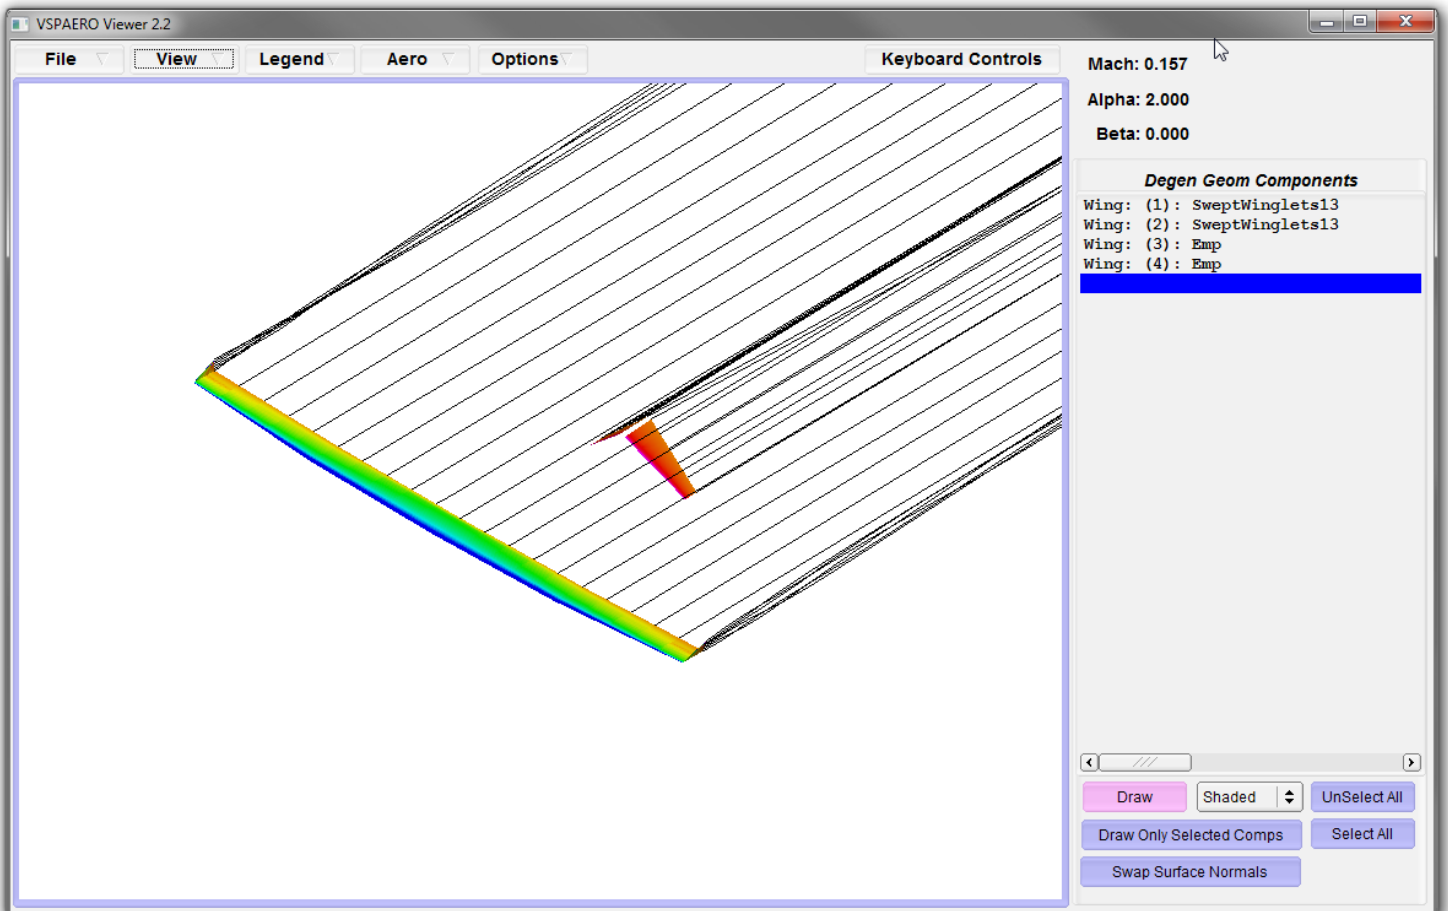 VSPAERO Viewer 2.2
File View Legend Aero Options Keyboard Controls
Mach: 0.157
Alpha: 2.000
Beta: 0.000
Degen Geom Components
Wing: (1): SweptWinglets13
Wing: (2): SweptWinglets13
Wing: (3): Emp
Wing: (4): Emp
Draw Shaded UnSelect All
Draw Only Selected Comps Select All
Swap Surface Normals